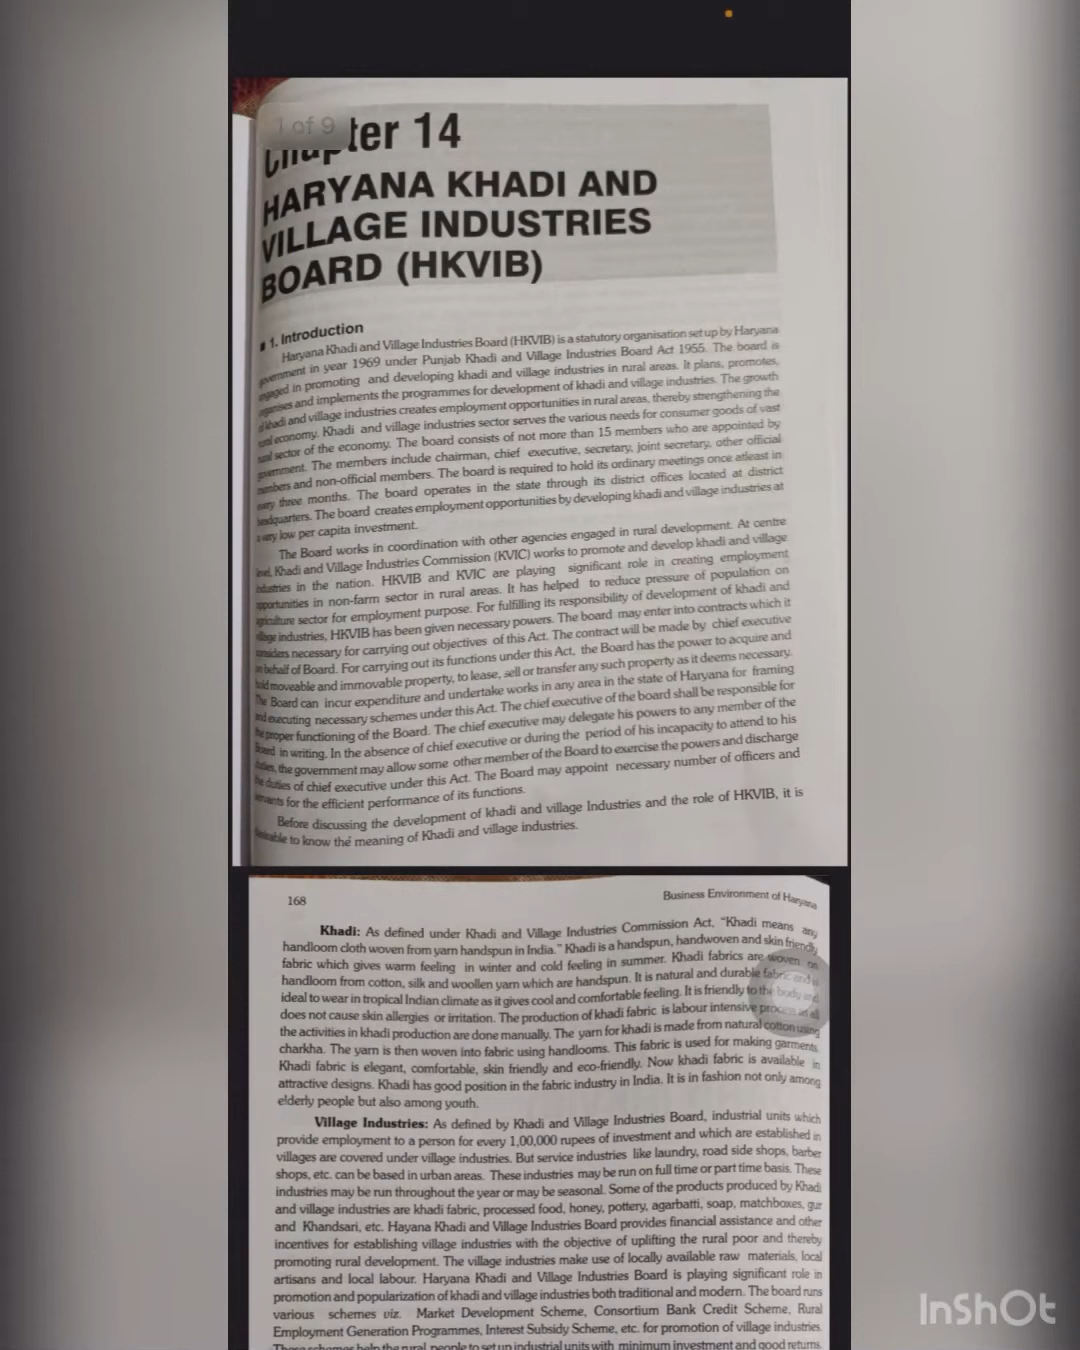 1 of 9
Chapter 14
HARYANA KHADI AND
VILLAGE INDUSTRIES
BOARD (HKVIB)
1. Introduction
Haryana Khadi and Village Industries Board (HKVIB) is a statutory organisation set up by Haryana
government in year 1969 under Punjab Khadi and Village Industries Board Act 1955. The board is
engaged in promoting and developing khadi and village industries in rural areas. It plans, promotes,
organises and implements the programmes for development of khadi and village industries. The growth
of khadi and village industries creates employment opportunities in rural areas, thereby strengthening the
rural economy. Khadi and village industries sector serves the various needs for consumer goods of vast
rural sector of the economy. The board consists of not more than 15 members who are appointed by
government. The members include chairman, chief executive, secretary, joint secretary, other official
members and non-official members. The board is required to hold its ordinary meetings once atleast in
every three months. The board operates in the state through its district offices located at district
headquarters. The board creates employment opportunities by developing khadi and village industries at
a very low per capita investment.
The Board works in coordination with other agencies engaged in rural development. At centre
level, Khadi and Village Industries Commission (KVIC) works to promote and develop khadi and village
industries in the nation. HKVIB and KVIC are playing significant role in creating employment
opportunities in non-farm sector in rural areas. It has helped to reduce pressure of population on
agriculture sector for employment purpose. For fulfilling its responsibility of development of khadi and
village industries, HKVIB has been given necessary powers. The board may enter into contracts which it
considers necessary for carrying out objectives of this Act. The contract will be made by chief executive
on behalf of Board. For carrying out its functions under this Act, the Board has the power to acquire and
hold moveable and immovable property, to lease, sell or transfer any such property as it deems necessary.
The Board can incur expenditure and undertake works in any area in the state of Haryana for framing
and executing necessary schemes under this Act. The chief executive of the board shall be responsible for
the proper functioning of the Board. The chief executive may delegate his powers to any member of the
Board in writing. In the absence of chief executive or during the period of his incapacity to attend to his
duties, the government may allow some other member of the Board to exercise the powers and discharge
the duties of chief executive under this Act. The Board may appoint necessary number of officers and
servants for the efficient performance of its functions.
Before discussing the development of khadi and village Industries and the role of HKVIB, it is
desirable to know the meaning of Khadi and village industries.
168
Business Environment of Haryana
Khadi: As defined under Khadi and Village Industries Commission Act, "Khadi means any
handloom cloth woven from yarn handspun in India." Khadi is a handspun, handwoven and skin friendly
fabric which gives warm feeling in winter and cold feeling in summer. Khadi fabrics are woven on
handloom from cotton, silk and woollen yarn which are handspun. It is natural and durable fabric and is
ideal to wear in tropical Indian climate as it gives cool and comfortable feeling. It is friendly to the body and
does not cause skin allergies or irritation. The production of khadi fabric is labour intensive process as all
the activities in khadi production are done manually. The yarn for khadi is made from natural cotton using
charkha. The yarn is then woven into fabric using handlooms. This fabric is used for making garments.
Khadi fabric is elegant, comfortable, skin friendly and eco-friendly. Now khadi fabric is available in
attractive designs. Khadi has good position in the fabric industry in India. It is in fashion not only among
elderly people but also among youth.
Village Industries: As defined by Khadi and Village Industries Board, industrial units which
provide employment to a person for every 1,00,000 rupees of investment and which are established in
villages are covered under village industries. But service industries like laundry, road side shops, barber
shops, etc. can be based in urban areas. These industries may be run on full time or part time basis. These
industries may be run throughout the year or may be seasonal. Some of the products produced by Khadi
and village industries are khadi fabric, processed food, honey, pottery, agarbatti, soap, matchboxes, gur
and Khandsari, etc. Hayana Khadi and Village Industries Board provides financial assistance and other
incentives for establishing village industries with the objective of uplifting the rural poor and thereby
promoting rural development. The village industries make use of locally available raw materials, local
artisans and local labour. Haryana Khadi and Village Industries Board is playing significant role in
promotion and popularization of khadi and village industries both traditional and modern. The board runs
various schemes viz. Market Development Scheme, Consortium Bank Credit Scheme, Rural
Employment Generation Programmes, Interest Subsidy Scheme, etc. for promotion of village industries.
These schemes help the rural people to set up industrial units with minimum investment and good returns.
InShOt